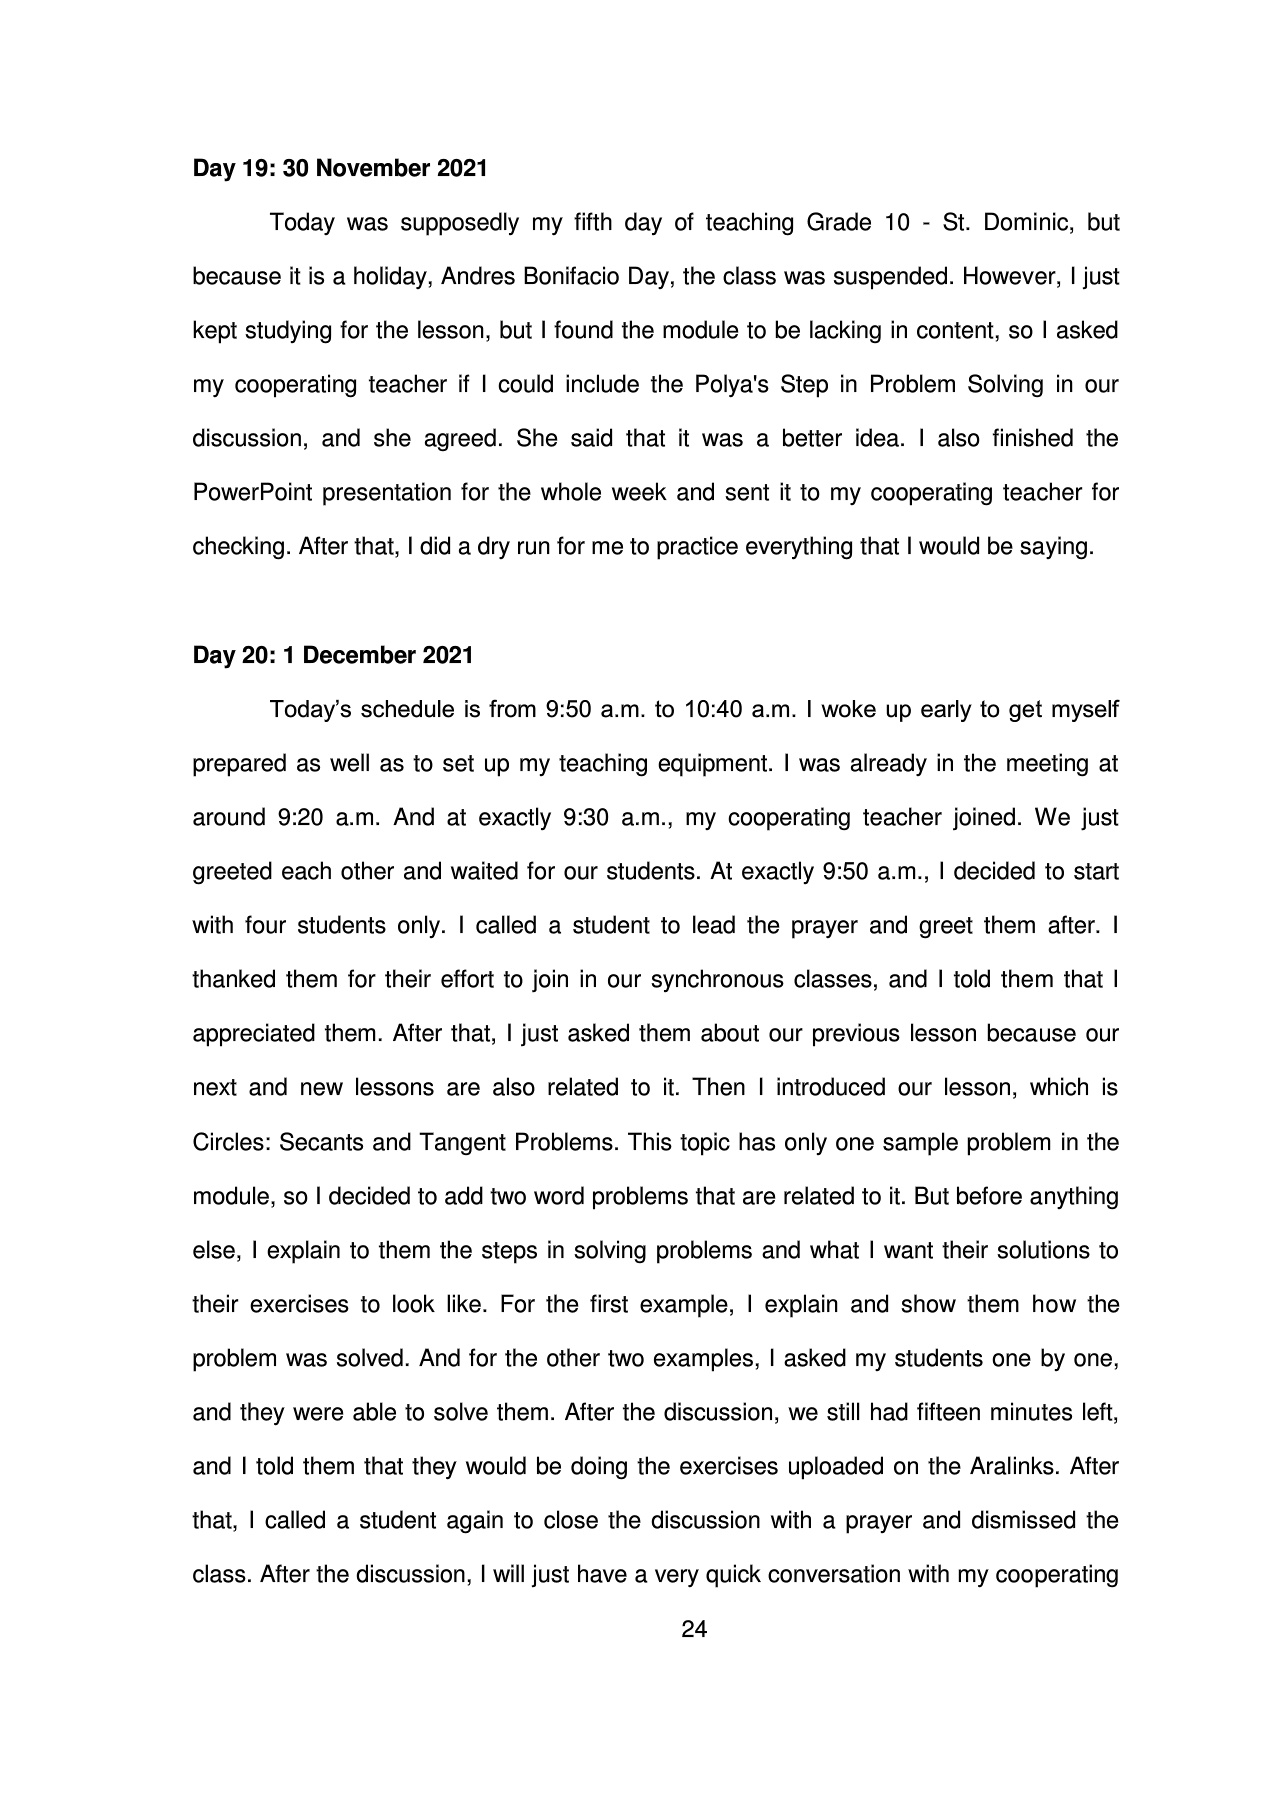 Day 19: 30 November 2021
Today was supposedly my fifth day of teaching Grade 10 - St. Dominic, but
because it is a holiday, Andres Bonifacio Day, the class was suspended. However, I just
kept studying for the lesson, but I found the module to be lacking in content, so I asked
my cooperating teacher if I could include the Polya's Step in Problem Solving in our
discussion, and she agreed. She said that it was a better idea. I also finished the
PowerPoint presentation for the whole week and sent it to my cooperating teacher for
checking. After that, I did a dry run for me to practice everything that I would be saying.
Day 20: 1 December 2021
Today’s schedule is from 9:50 a.m. to 10:40 a.m. I woke up early to get myself
prepared as well as to set up my teaching equipment. I was already in the meeting at
around 9:20 a.m. And at exactly 9:30 a.m., my cooperating teacher joined. We just
greeted each other and waited for our students. At exactly 9:50 a.m., I decided to start
with four students only. I called a student to lead the prayer and greet them after. I
thanked them for their effort to join in our synchronous classes, and I told them that I
appreciated them. After that, I just asked them about our previous lesson because our
next and new lessons are also related to it. Then I introduced our lesson, which is
Circles: Secants and Tangent Problems. This topic has only one sample problem in the
module, so I decided to add two word problems that are related to it. But before anything
else, I explain to them the steps in solving problems and what I want their solutions to
their exercises to look like. For the first example, I explain and show them how the
problem was solved. And for the other two examples, I asked my students one by one,
and they were able to solve them. After the discussion, we still had fifteen minutes left,
and I told them that they would be doing the exercises uploaded on the Aralinks. After
that, I called a student again to close the discussion with a prayer and dismissed the
class. After the discussion, I will just have a very quick conversation with my cooperating
24